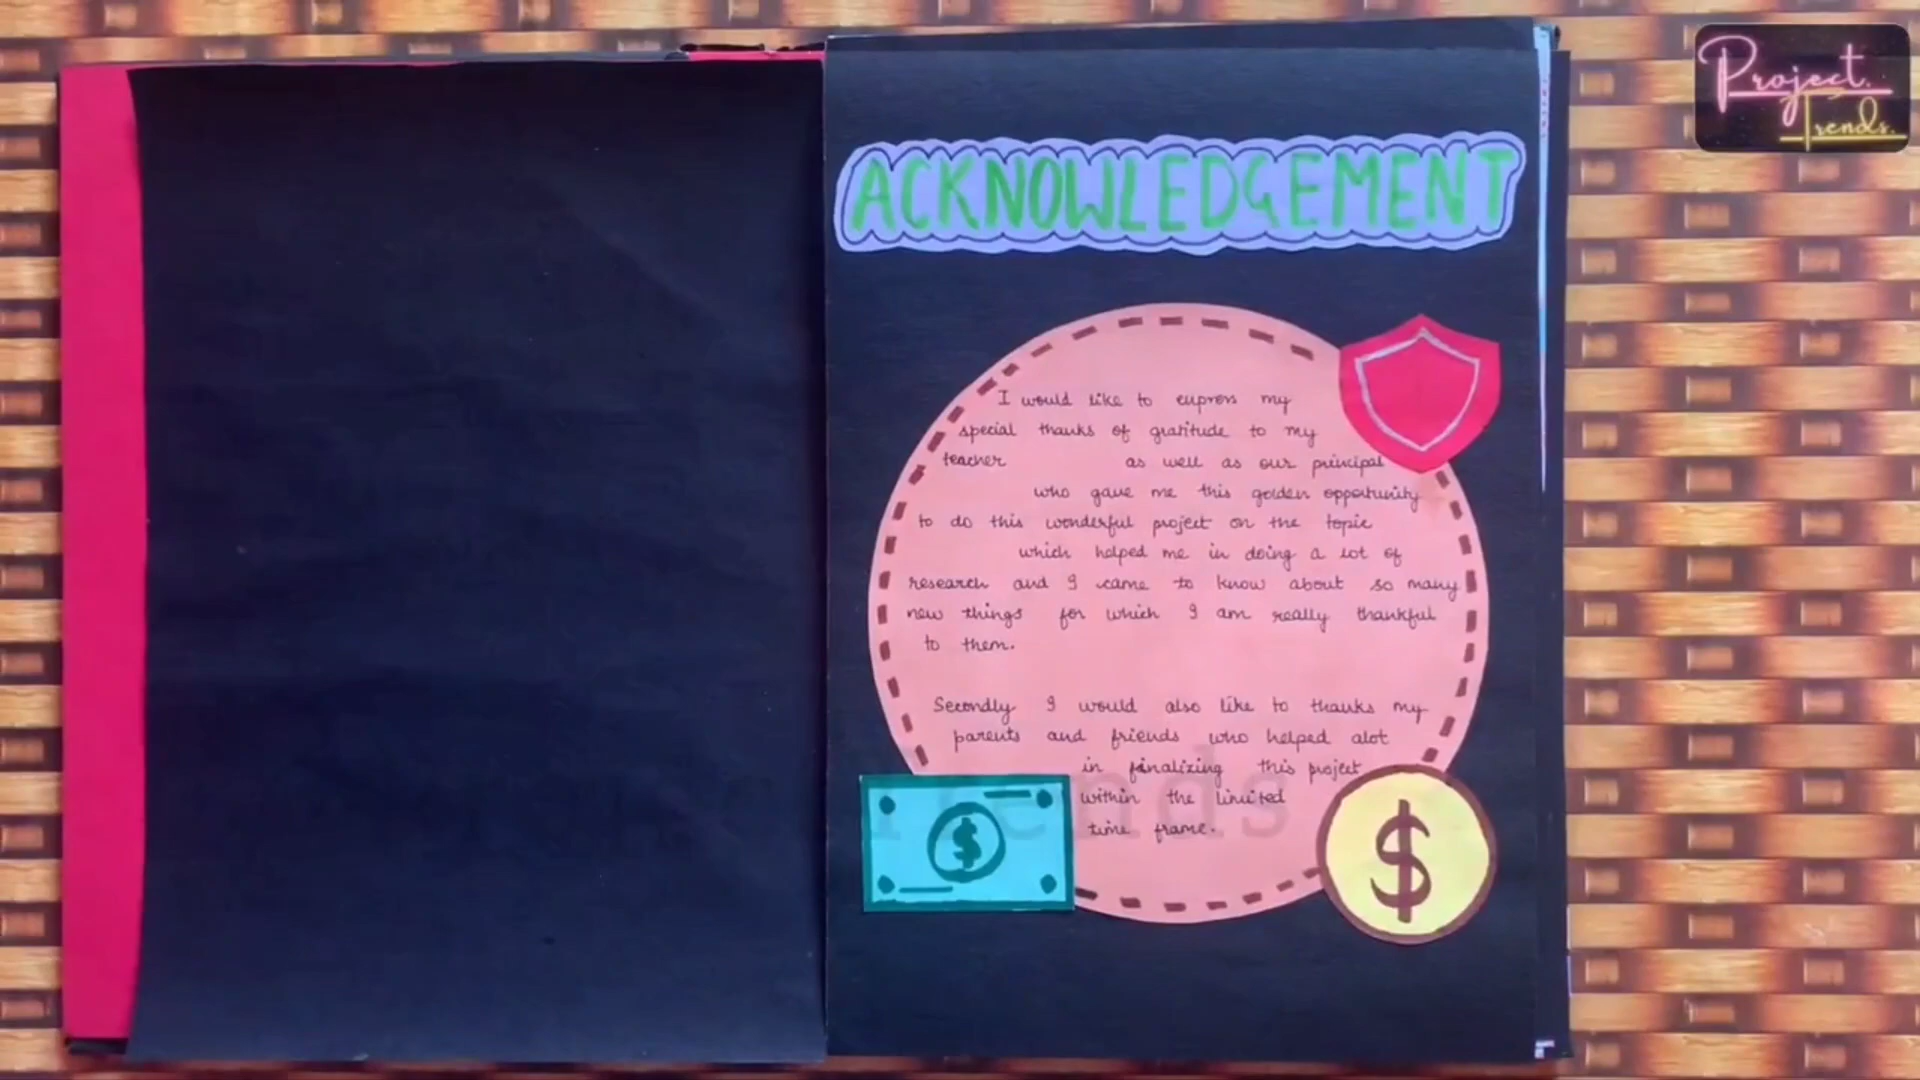 Project.
Trends.
ACKNOWLEDGEMENT
I would like to express my
special thanks of gratitude to my
teacher as well as our principal
who gave me this golden opportunity
to do this wonderful project on the topic
which helped me in doing a lot of
research and I came to know about so many
new things for which I am really thankful
to them.
Secondly I would also like to thanks my
parents and friends who helped alot
in finalizing this project
within the limited
time frame.
$
$